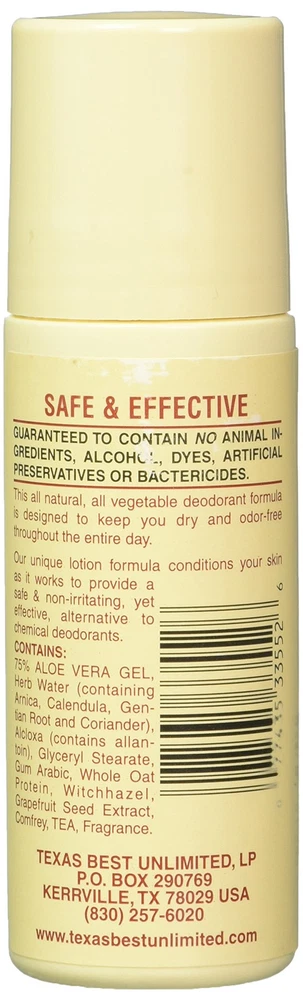 SAFE & EFFECTIVE
GUARANTEED TO CONTAIN NO ANIMAL IN-
GREDIENTS, ALCOHOL, DYES, ARTIFICIAL
PRESERVATIVES OR BACTERICIDES.
This all natural, all vegetable deodorant formula
is designed to keep you dry and odor-free
throughout the entire day.
Our unique lotion formula conditions your skin
as it works to provide a
safe & non-irritating, yet
effective, alternative to
chemical deodorants.
CONTAINS:
75% ALOE VERA GEL,
Herb Water (containing
Arnica, Calendula, Gen-
tian Root and Coriander),
Alcloxa (contains allan-
toin), Glyceryl Stearate,
Gum Arabic, Whole Oat
Protein, Witchhazel,
Grapefruit Seed Extract,
Comfrey, TEA, Fragrance.
0 77435 33552 6
TEXAS BEST UNLIMITED, LP
P.O. BOX 290769
KERRVILLE, TX 78029 USA
(830) 257-6020
www.texasbestunlimited.com